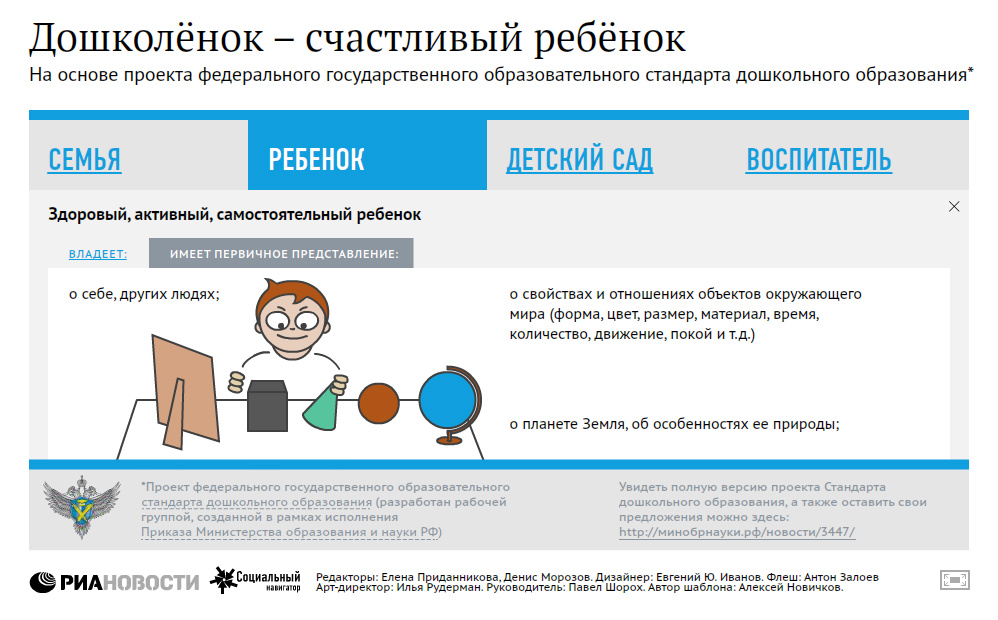 Дошколёнок – счастливый ребёнок
На основе проекта федерального государственного образовательного стандарта дошкольного образования*
СЕМЬЯ
РЕБЕНОК
ДЕТСКИЙ САД
ВОСПИТАТЕЛЬ
Здоровый, активный, самостоятельный ребенок
ВЛАДЕЕТ:
ИМЕЕТ ПЕРВИЧНОЕ ПРЕДСТАВЛЕНИЕ:
о себе, других людях;
о свойствах и отношениях объектов окружающего
мира (форма, цвет, размер, материал, время,
количество, движение, покой и т.д.)
о планете Земля, об особенностях ее природы;
*Проект федерального государственного образовательного
стандарта дошкольного образования (разработан рабочей
группой, созданной в рамках исполнения
Приказа Министерства образования и науки РФ)
Увидеть полную версию проекта Стандарта
дошкольного образования, а также оставить свои
предложения можно здесь:
http://минобрнауки.рф/новости/3447/
РИАНОВОСТИ
Социальный
навигатор
Редакторы: Елена Приданникова, Денис Морозов. Дизайнер: Евгений Ю. Иванов. Флеш: Антон Залоев
Арт-директор: Илья Рудерман. Руководитель: Павел Шорох. Автор шаблона: Алексей Новичков.